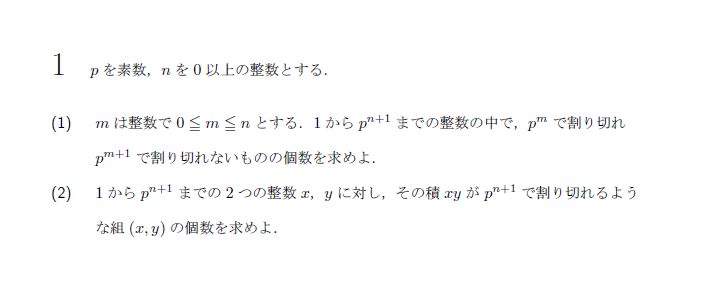 1 p を素数，n を 0 以上の整数とする．
(1) m は整数で 0 ≦ m ≦ n とする．1 から p^{n+1} までの整数の中で，p^m で割り切れ
p^{m+1} で割り切れないものの個数を求めよ．
(2) 1 から p^{n+1} までの 2 つの整数 x，y に対し，その積 xy が p^{n+1} で割り切れるよう
な組 (x, y) の個数を求めよ．